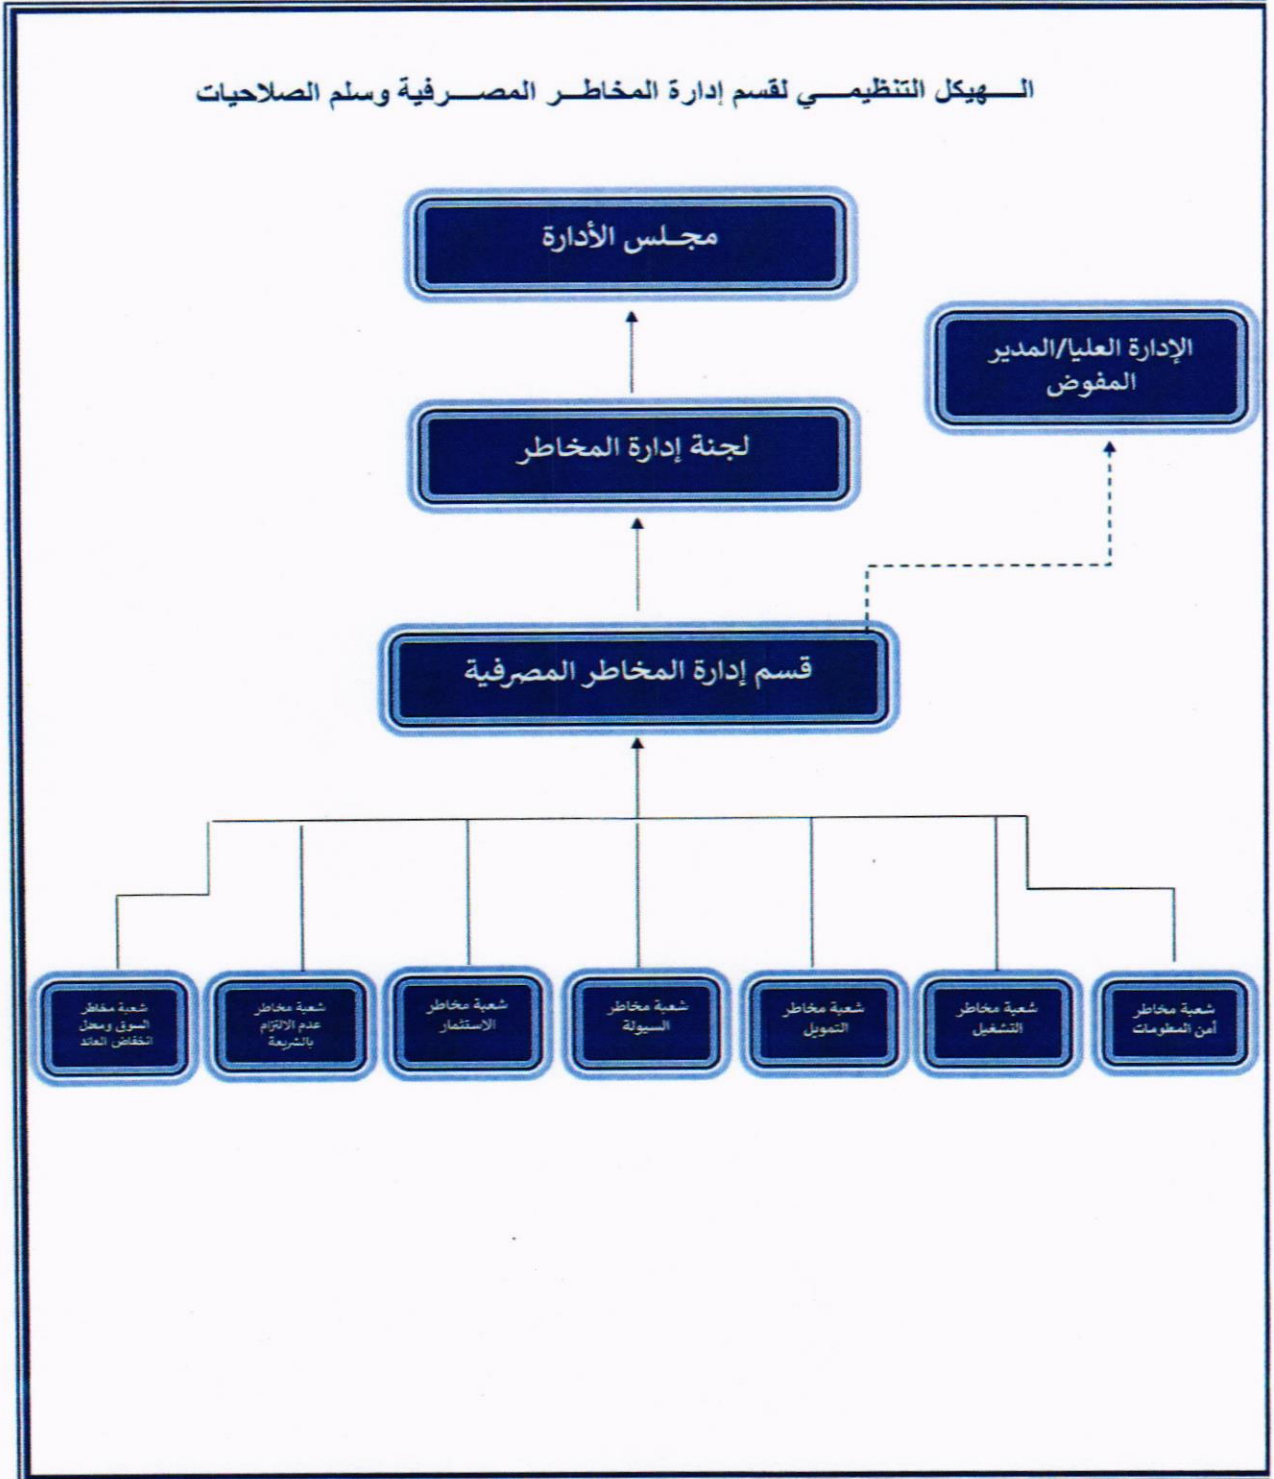 الـــهيكل التنظيمـــي لقسم إدارة المخاطـــر المصـــرفية وسلم الصلاحيات
مجـلس الأدارة
الإدارة العليا/المدير
المفوض
لجنة إدارة المخاطر
قسم إدارة المخاطر المصرفية
شعبة مخاطر
أمن المعلومات
شعبة مخاطر
التشغيل
شعبة مخاطر
التمويل
شعبة مخاطر
السيولة
شعبة مخاطر
الاستثمار
شعبة مخاطر
عدم الالتزام
بالشريعة
شعبة مخاطر
السوق ومعدل
انخفاض العائد